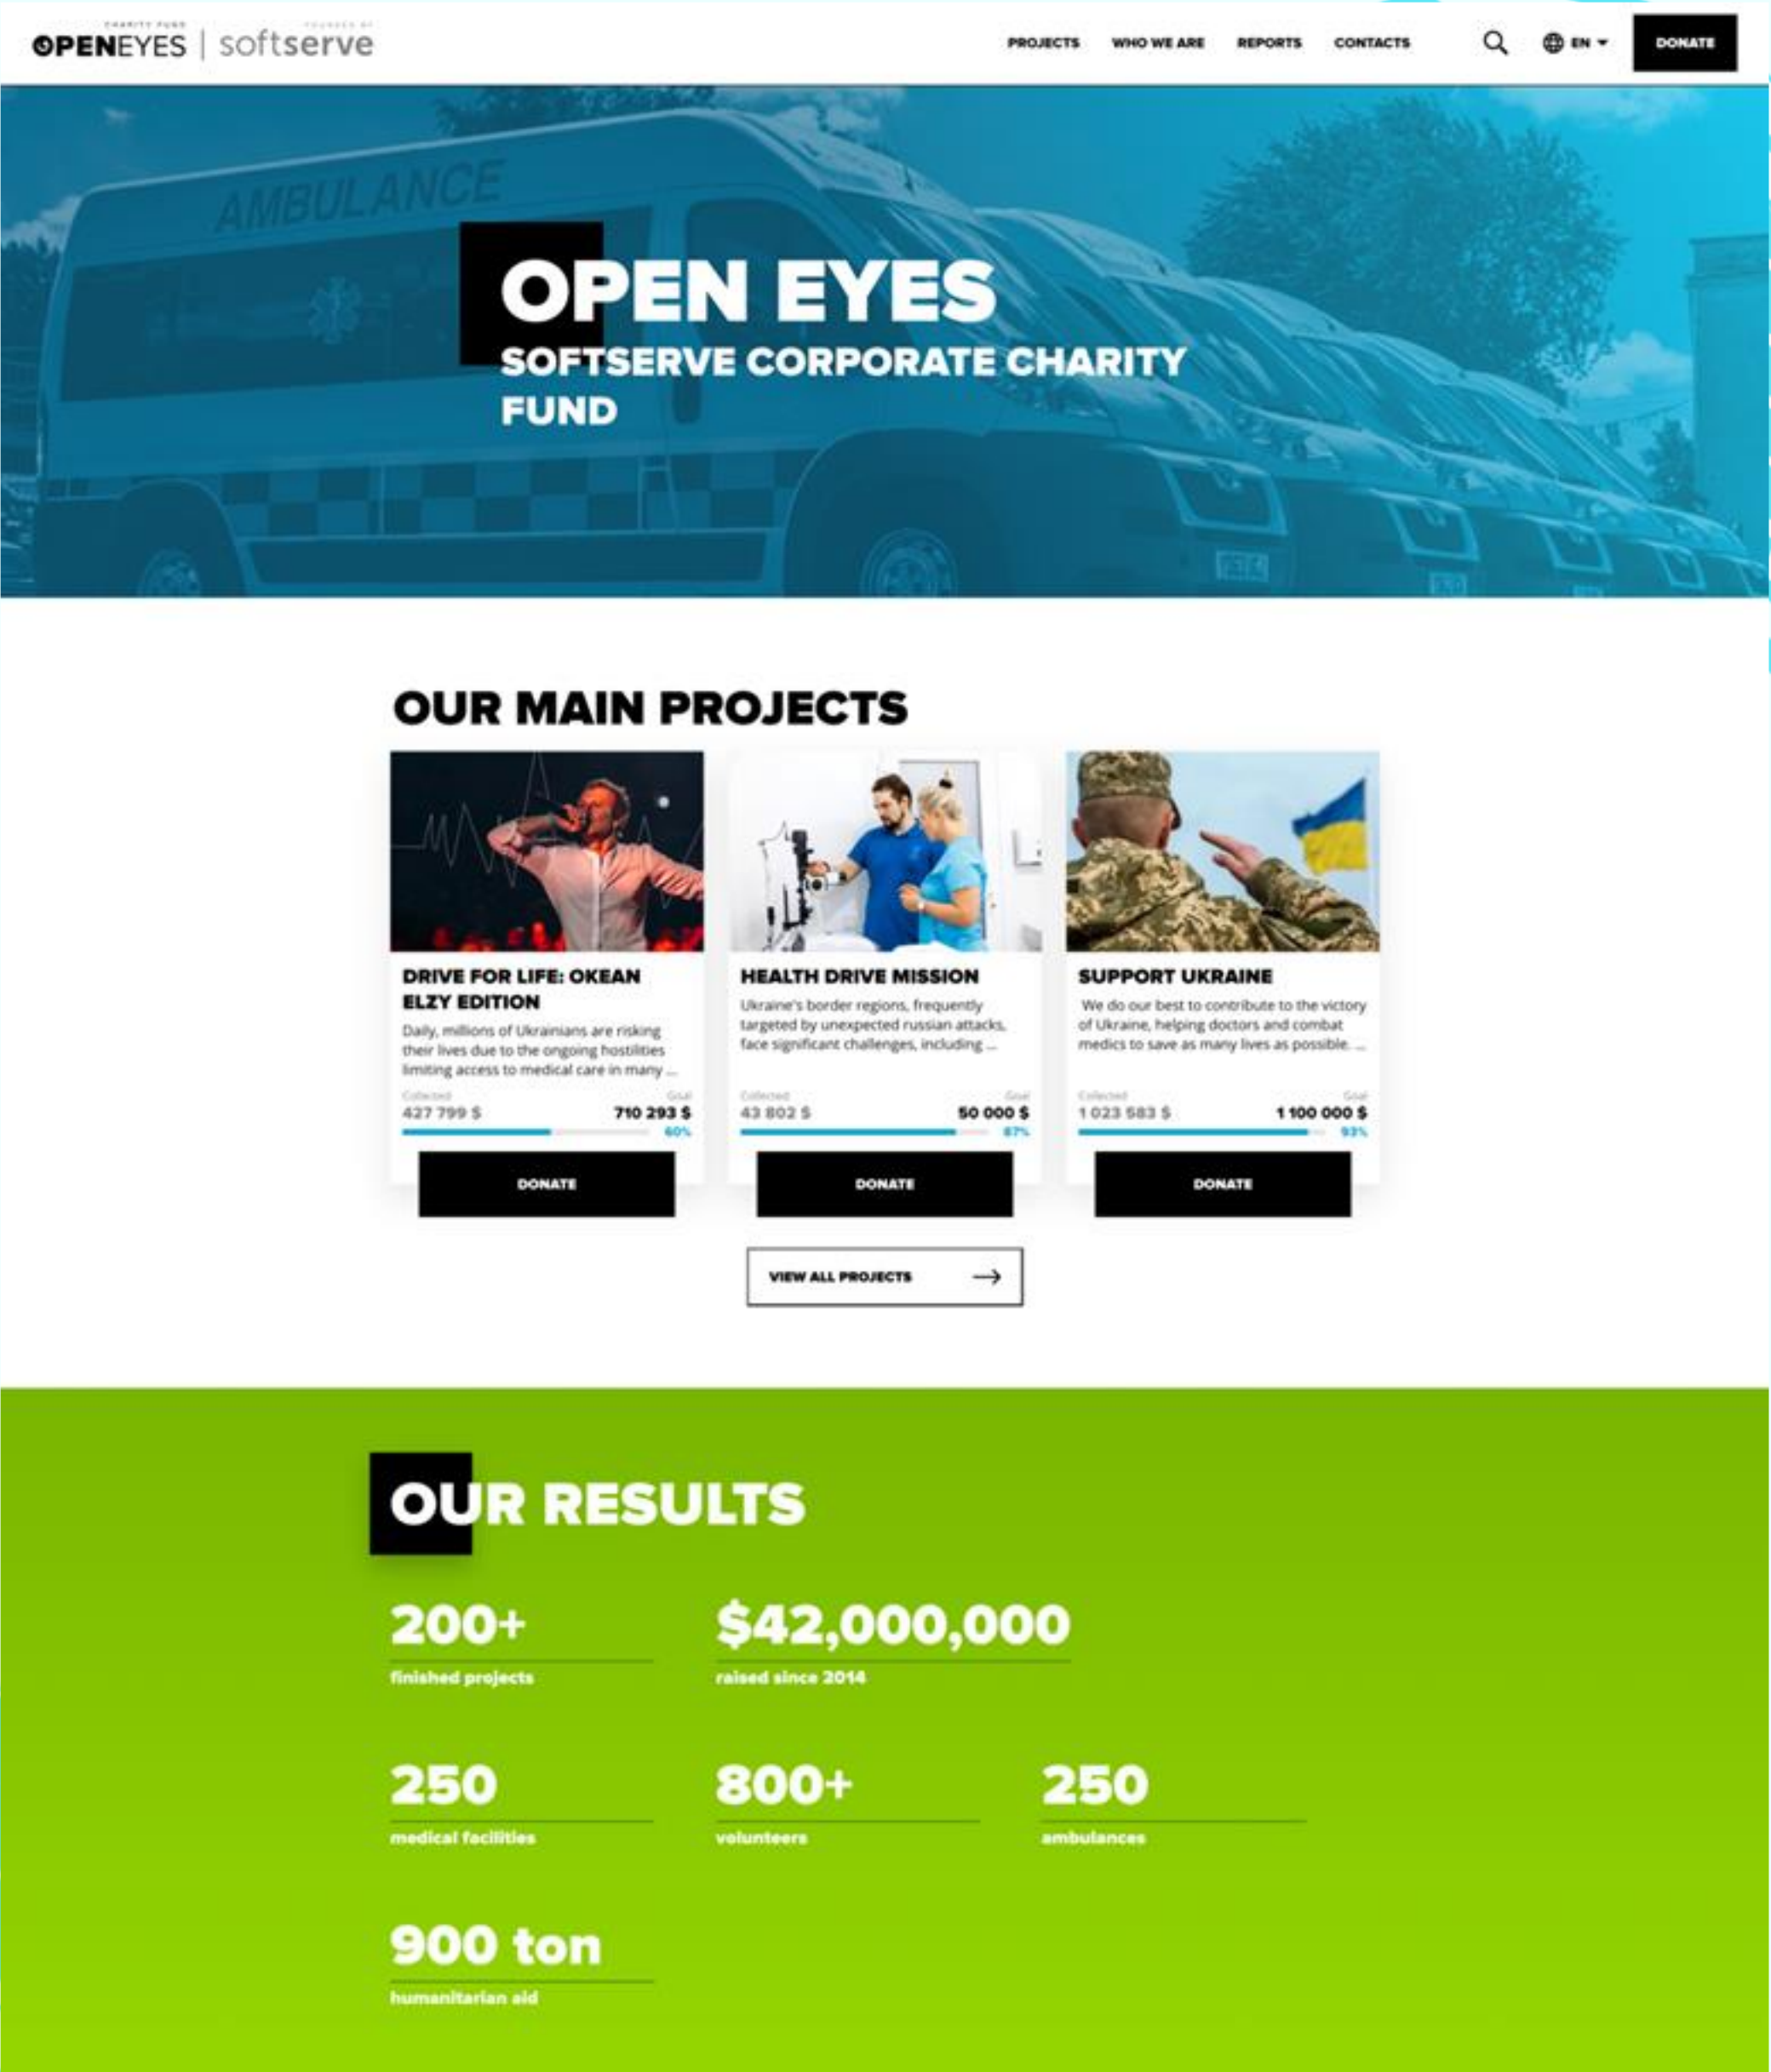 CHARITY FUND
FOUNDED BY
OPENEYES | softserve
PROJECTS WHO WE ARE REPORTS CONTACTS EN DONATE
AMBULANCE
OPEN EYES
SOFTSERVE CORPORATE CHARITY
FUND
OUR MAIN PROJECTS
DRIVE FOR LIFE: OKEAN
ELZY EDITION
Daily, millions of Ukrainians are risking
their lives due to the ongoing hostilities
limiting access to medical care in many ...
Collected Goal
427 799 $ 710 293 $
60%
DONATE
HEALTH DRIVE MISSION
Ukraine's border regions, frequently
targeted by unexpected russian attacks,
face significant challenges, including ...
Collected Goal
43 802 $ 50 000 $
87%
DONATE
SUPPORT UKRAINE
We do our best to contribute to the victory
of Ukraine, helping doctors and combat
medics to save as many lives as possible. ...
Collected Goal
1 023 583 $ 1 100 000 $
93%
DONATE
VIEW ALL PROJECTS
OUR RESULTS
200+
finished projects
$42,000,000
raised since 2014
250
medical facilities
800+
volunteers
250
ambulances
900 ton
humanitarian aid